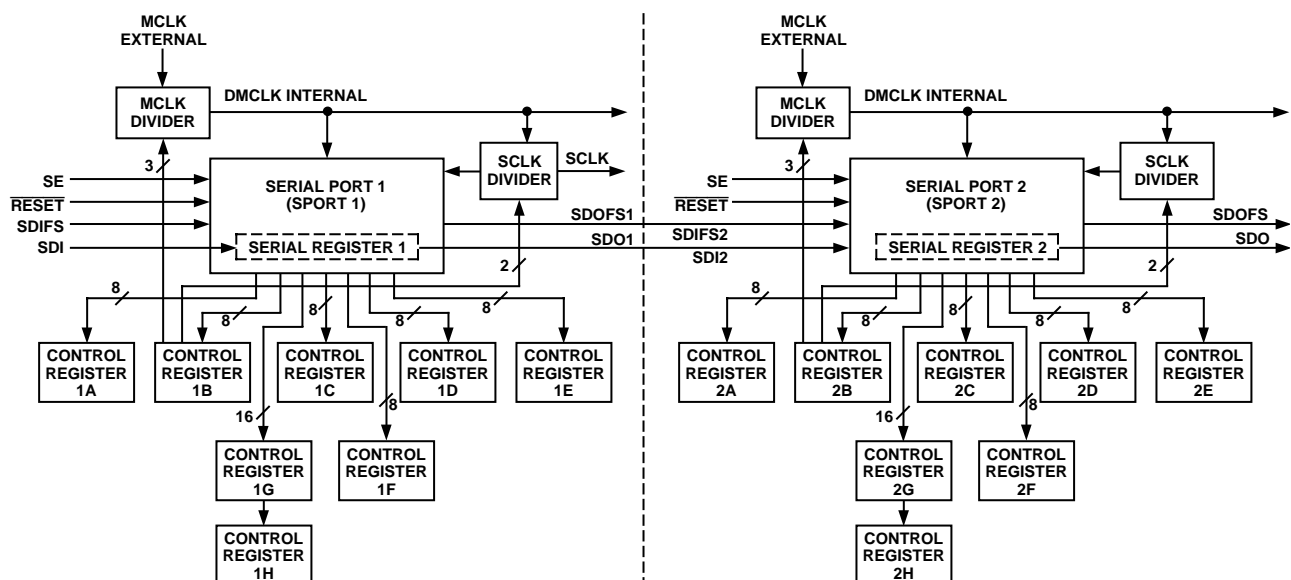 MCLK
EXTERNAL
MCLK
DIVIDER
DMCLK INTERNAL
3
SE
RESET
SDIFS
SDI
SERIAL PORT 1
(SPORT 1)
SERIAL REGISTER 1
SCLK
DIVIDER
SCLK
SDOFS1
SDO1
2
8
8
8
8
8
CONTROL
REGISTER
1A
CONTROL
REGISTER
1B
CONTROL
REGISTER
1C
CONTROL
REGISTER
1D
CONTROL
REGISTER
1E
16
8
CONTROL
REGISTER
1G
CONTROL
REGISTER
1F
CONTROL
REGISTER
1H
MCLK
EXTERNAL
MCLK
DIVIDER
DMCLK INTERNAL
3
SE
RESET
SDIFS2
SDI2
SERIAL PORT 2
(SPORT 2)
SERIAL REGISTER 2
SCLK
DIVIDER
SDOFS
SDO
2
8
8
8
8
8
CONTROL
REGISTER
2A
CONTROL
REGISTER
2B
CONTROL
REGISTER
2C
CONTROL
REGISTER
2D
CONTROL
REGISTER
2E
16
8
CONTROL
REGISTER
2G
CONTROL
REGISTER
2F
CONTROL
REGISTER
2H